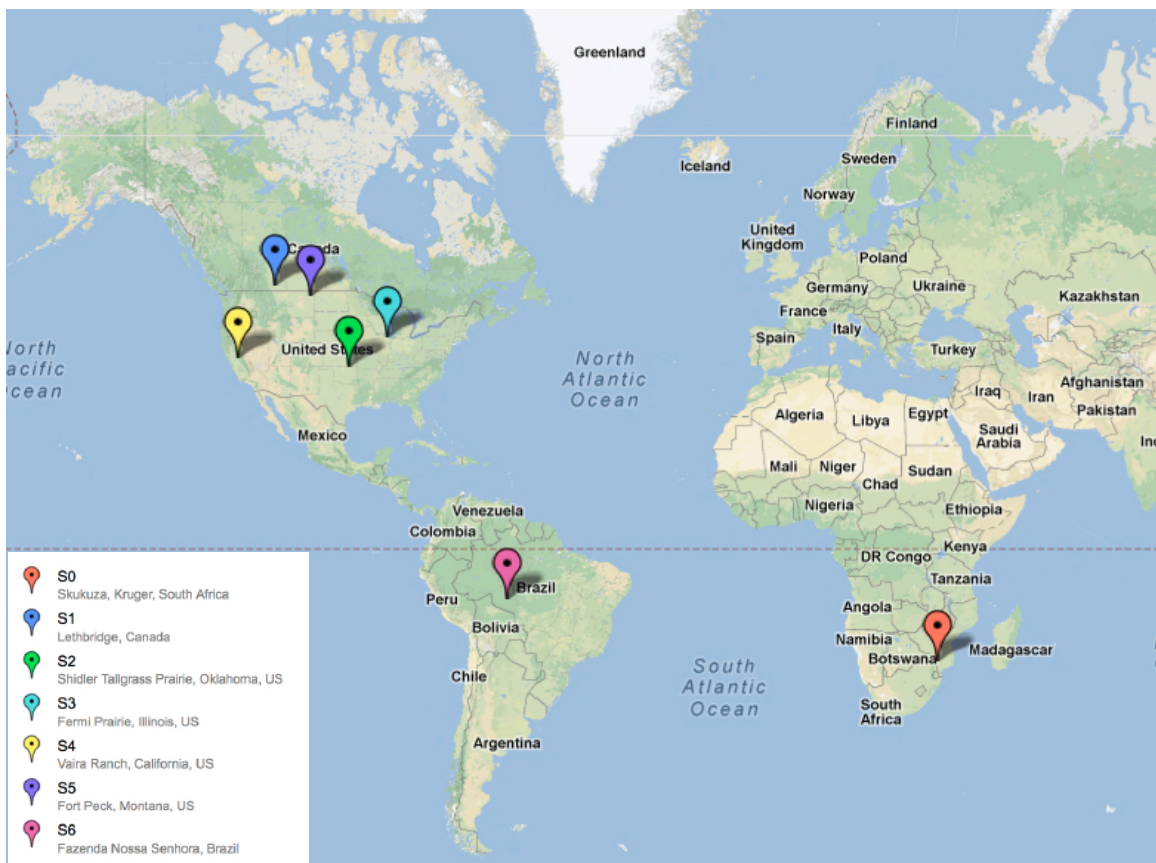 Greenland
Finland
Iceland
Sweden
Norway
United
Kingdom
Canada
Poland
Germany
Ukraine
Kazakhstan
France
Italy
Spain
United States
North
Atlantic
Ocean
Turkey
Afghanistan
Iraq
Iran
Pakistan
Algeria
Libya
Egypt
Saudi
Arabia
Mexico
Mali
Niger
Chad
Sudan
Nigeria
Ethiopia
Venezuela
Colombia
DR Congo
Kenya
Tanzania
Brazil
Peru
Angola
Bolivia
Namibia
Botswana
Madagascar
Chile
South
Atlantic
Ocean
South
Africa
Argentina
S0
Skukuza, Kruger, South Africa
S1
Lethbridge, Canada
S2
Shidler Tallgrass Prairie, Oklahoma, US
S3
Fermi Prairie, Illinois, US
S4
Vaira Ranch, California, US
S5
Fort Peck, Montana, US
S6
Fazenda Nossa Senhora, Brazil